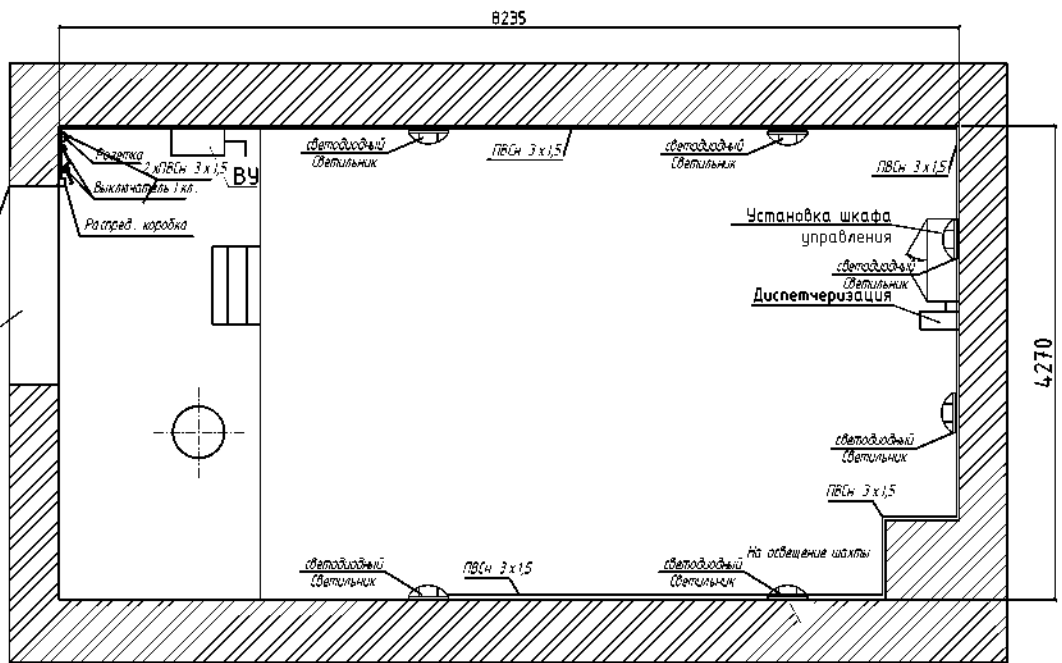 8235
Розетка
2 хПВСн 3 х 1,5
Выключатель 1 кл.
Распред. коробка
ВУ
светодиодный
Светильник
ПВСн 3 х 1,5
светодиодный
Светильник
ПВСн 3 х 1,5
Установка шкафа
управления
светодиодный
Светильник
Диспетчеризация
4270
светодиодный
Светильник
ПВСн 3 х 1,5
На освещение шахты
светодиодный
Светильник
ПВСн 3 х 1,5
светодиодный
Светильник